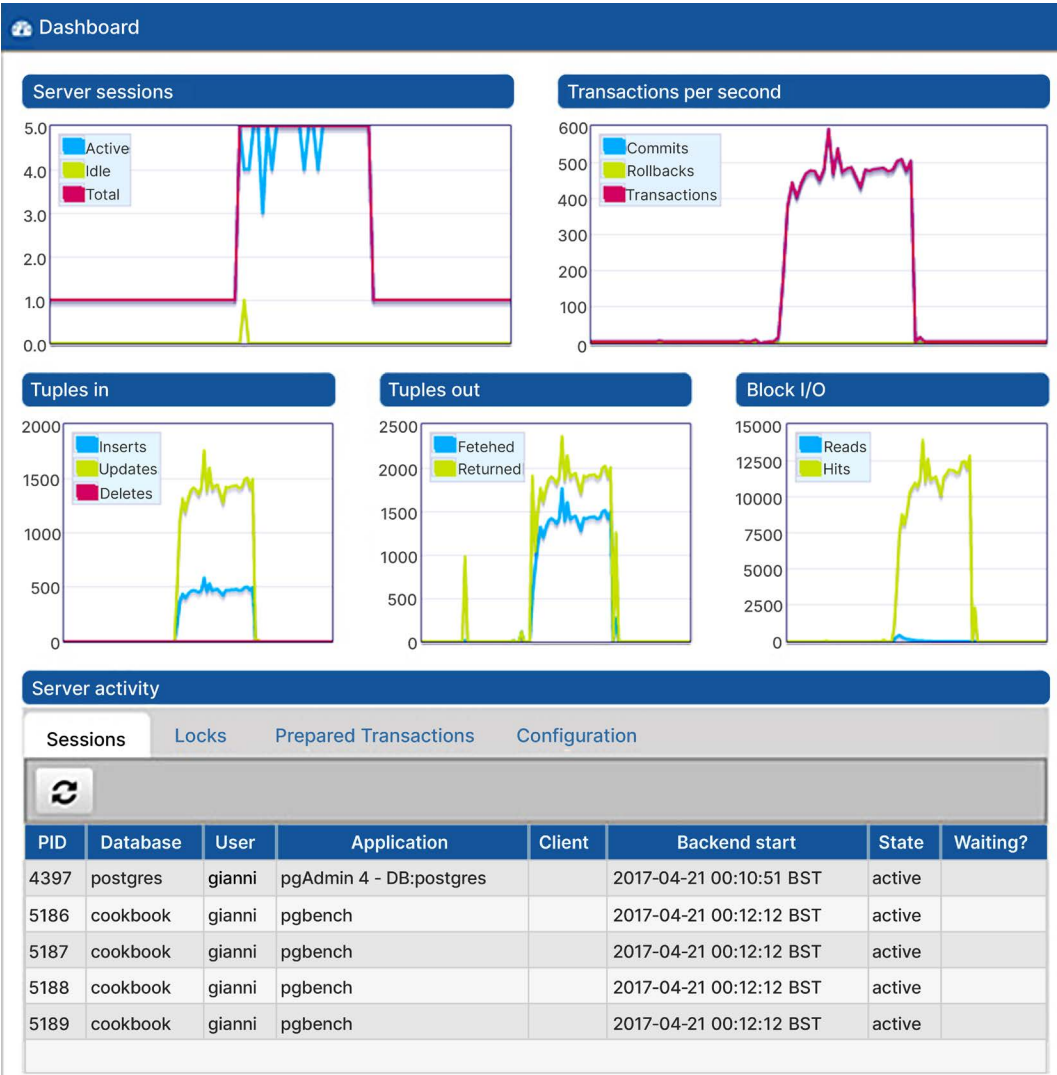 Dashboard
Server sessions
5.0
4.0
3.0
2.0
1.0
0.0
Active
Idle
Total
Transactions per second
600
500
400
300
200
100
0
Commits
Rollbacks
Transactions
Tuples in
2000
1500
1000
500
0
Inserts
Updates
Deletes
Tuples out
2500
2000
1500
1000
500
0
Fetehed
Returned
Block I/O
15000
12500
10000
7500
5000
2500
0
Reads
Hits
Server activity
Sessions Locks Prepared Transactions Configuration
PID Database User Application Client Backend start State Waiting?
4397 postgres gianni pgAdmin 4 - DB:postgres 2017-04-21 00:10:51 BST active
5186 cookbook gianni pgbench 2017-04-21 00:12:12 BST active
5187 cookbook gianni pgbench 2017-04-21 00:12:12 BST active
5188 cookbook gianni pgbench 2017-04-21 00:12:12 BST active
5189 cookbook gianni pgbench 2017-04-21 00:12:12 BST active